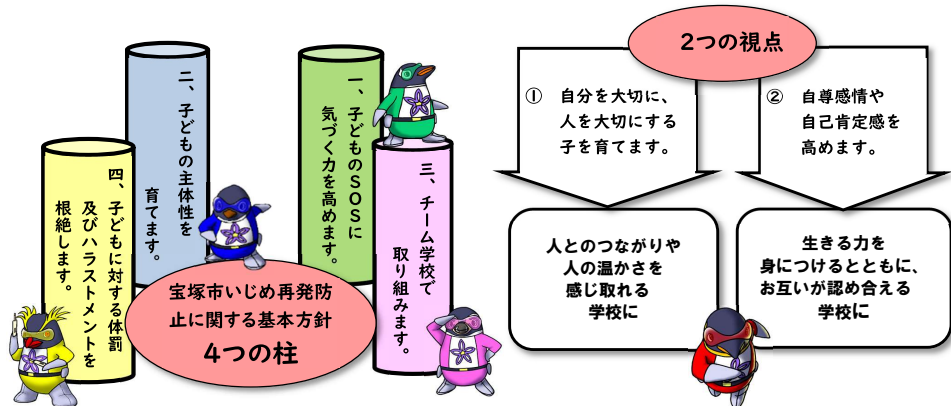 一、子どものSOSに
気づく力を高めます。
二、子どもの主体性を
育てます。
三、チーム学校で
取り組みます。
四、子どもに対する体罰
及びハラストメントを
根絶します。
宝塚市いじめ再発防
止に関する基本方針
4つの柱
2つの視点
① 自分を大切に、
人を大切にする
子を育てます。
② 自尊感情や
自己肯定感を
高めます。
人とのつながりや
人の温かさを
感じ取れる
学校に
生きる力を
身につけるとともに、
お互いが認め合える
学校に